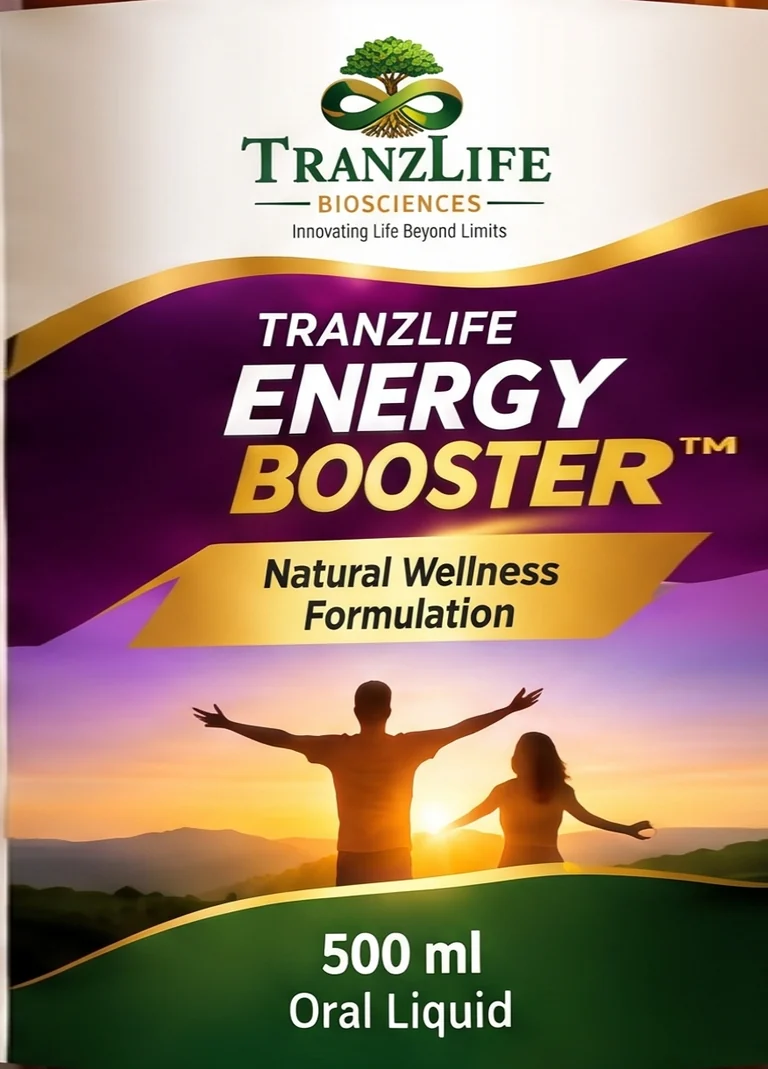 TRANZLIFE
BIOSCIENCES
Innovating Life Beyond Limits
TRANZLIFE
ENERGY
BOOSTER™
Natural Wellness
Formulation
500 ml
Oral Liquid